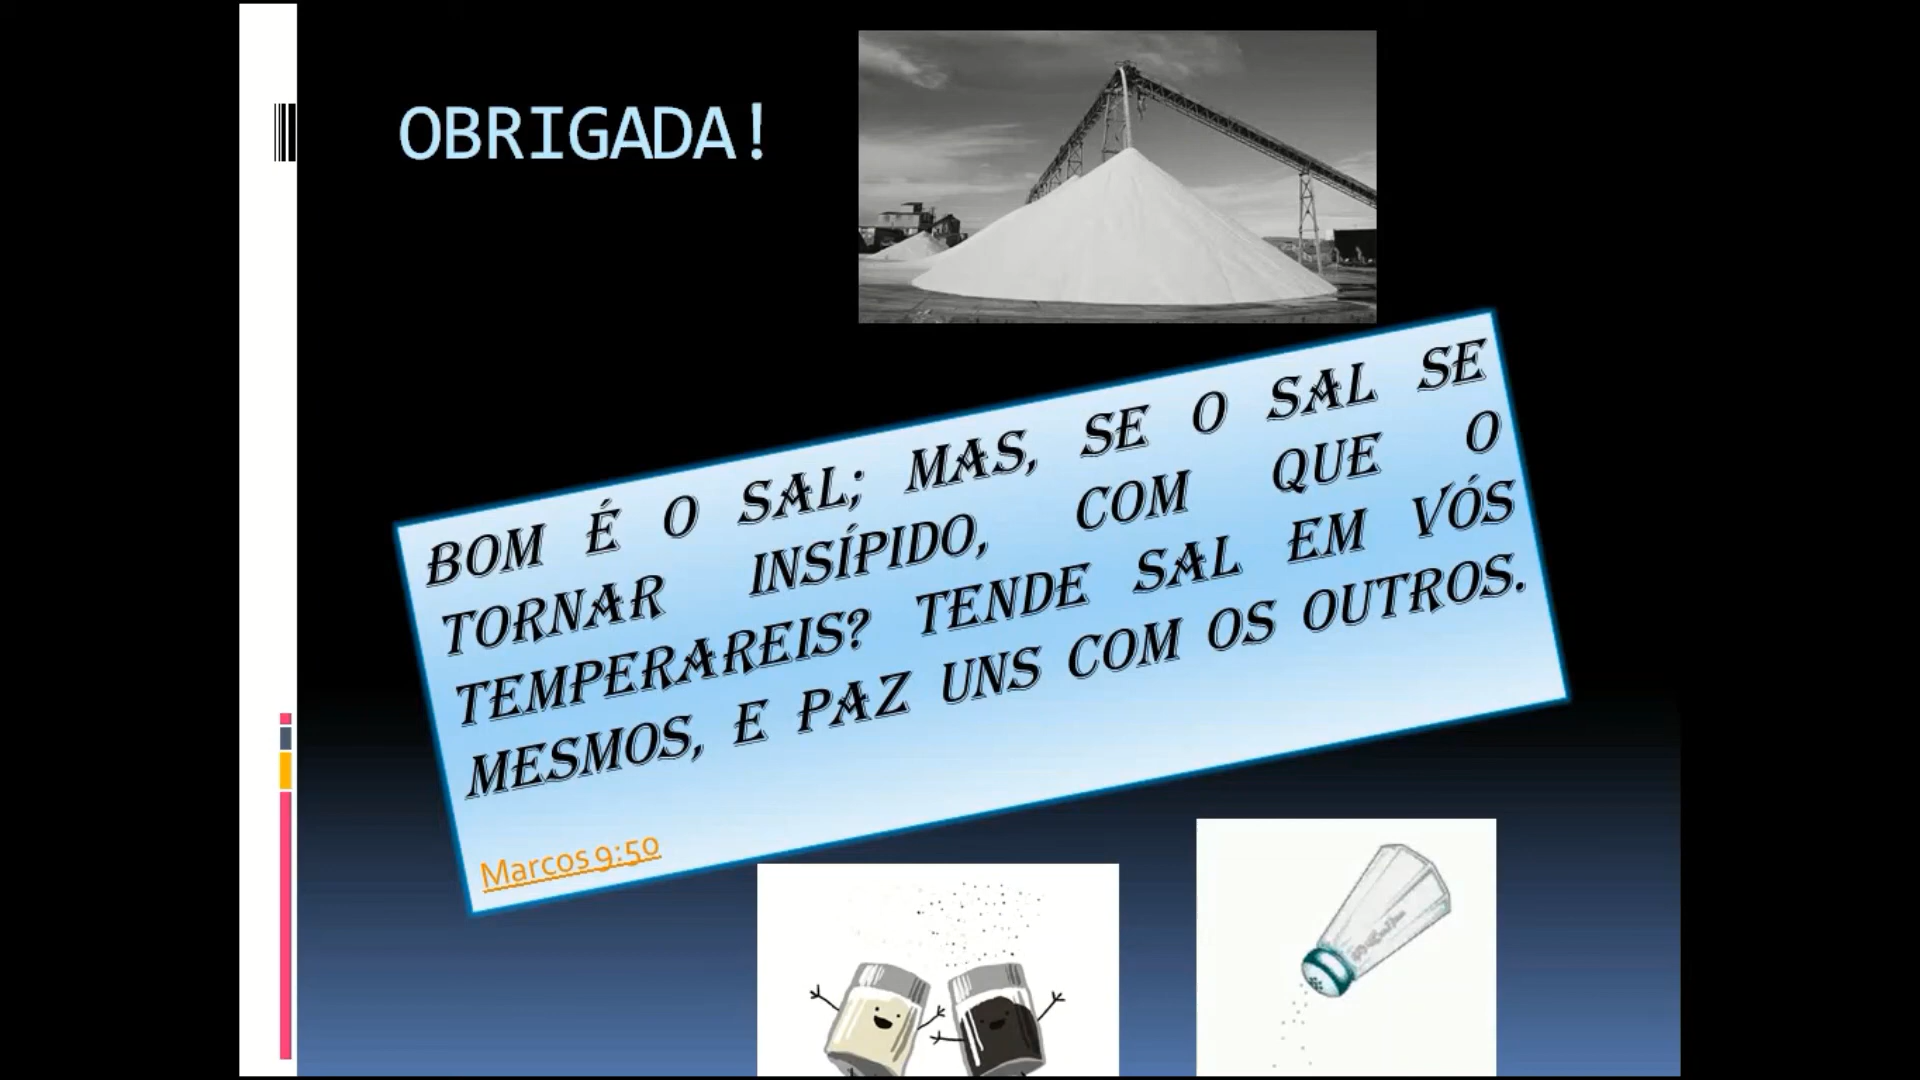 OBRIGADA!
BOM É O SAL; MAS, SE O SAL SE
TORNAR INSÍPIDO, COM QUE O
TEMPERAREIS? TENDE SAL EM VÓS
MESMOS, E PAZ UNS COM OS OUTROS.
Marcos 9:50